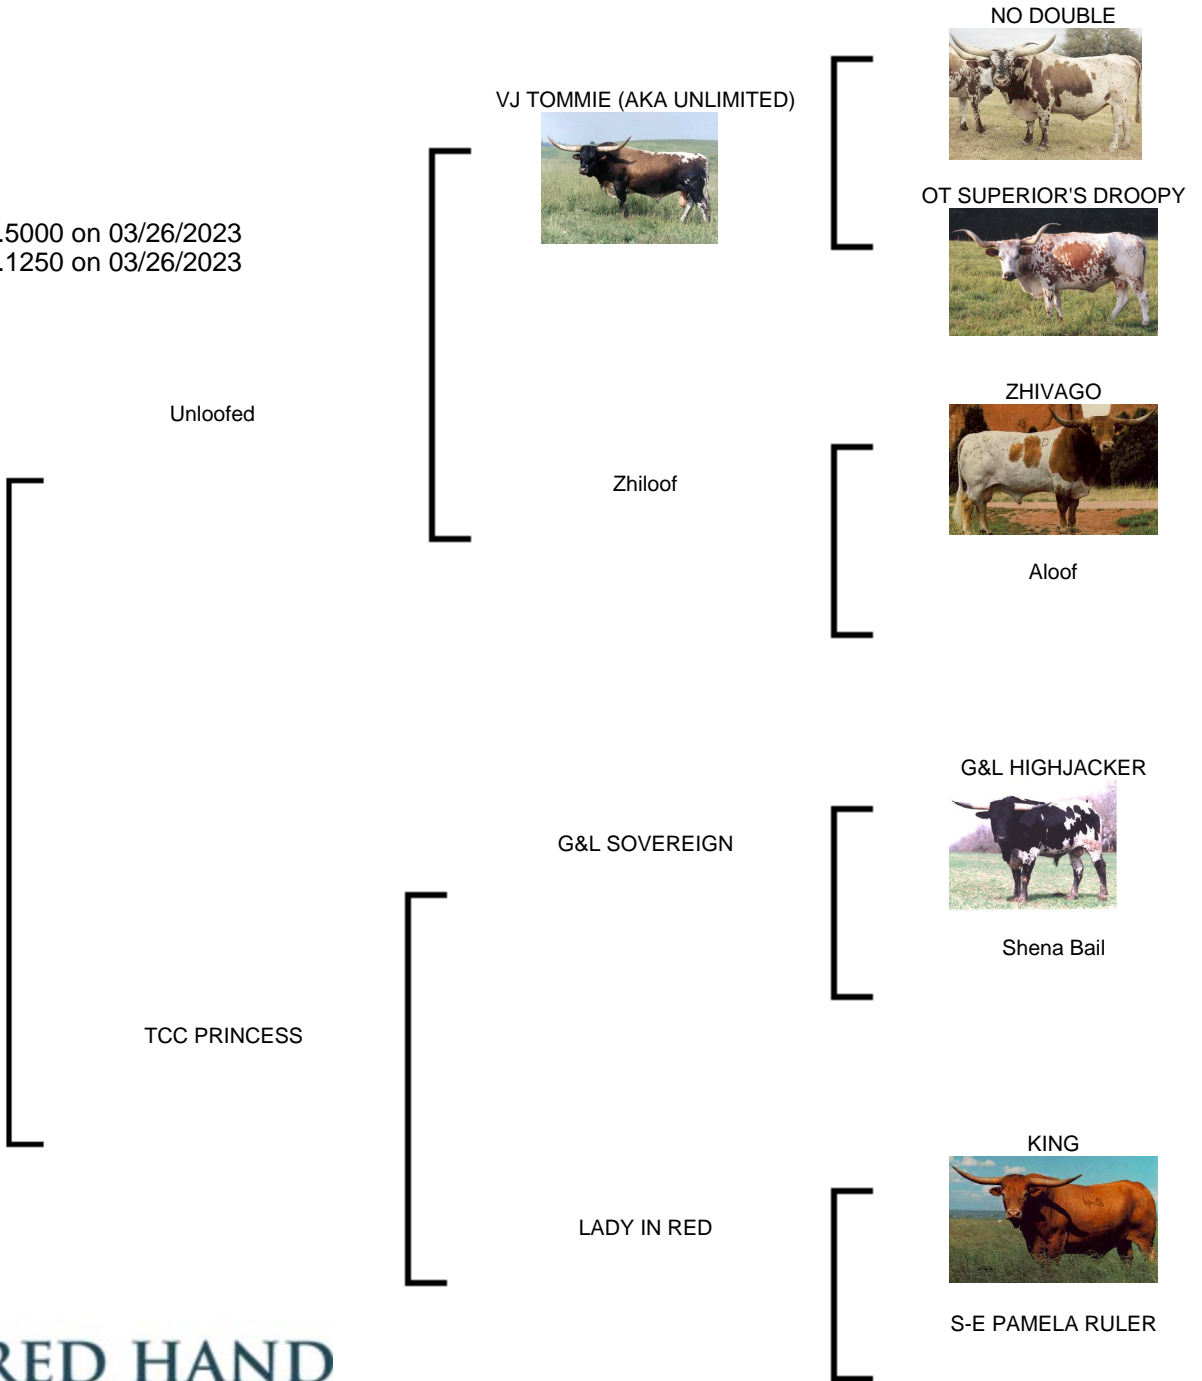 NO DOUBLE
VJ TOMMIE (AKA UNLIMITED)
OT SUPERIOR'S DROOPY
.5000 on 03/26/2023
.1250 on 03/26/2023
ZHIVAGO
Unloofed
Zhiloof
Aloof
G&L HIGHJACKER
G&L SOVEREIGN
Shena Bail
TCC PRINCESS
KING
LADY IN RED
S-E PAMELA RULER
RED HAND